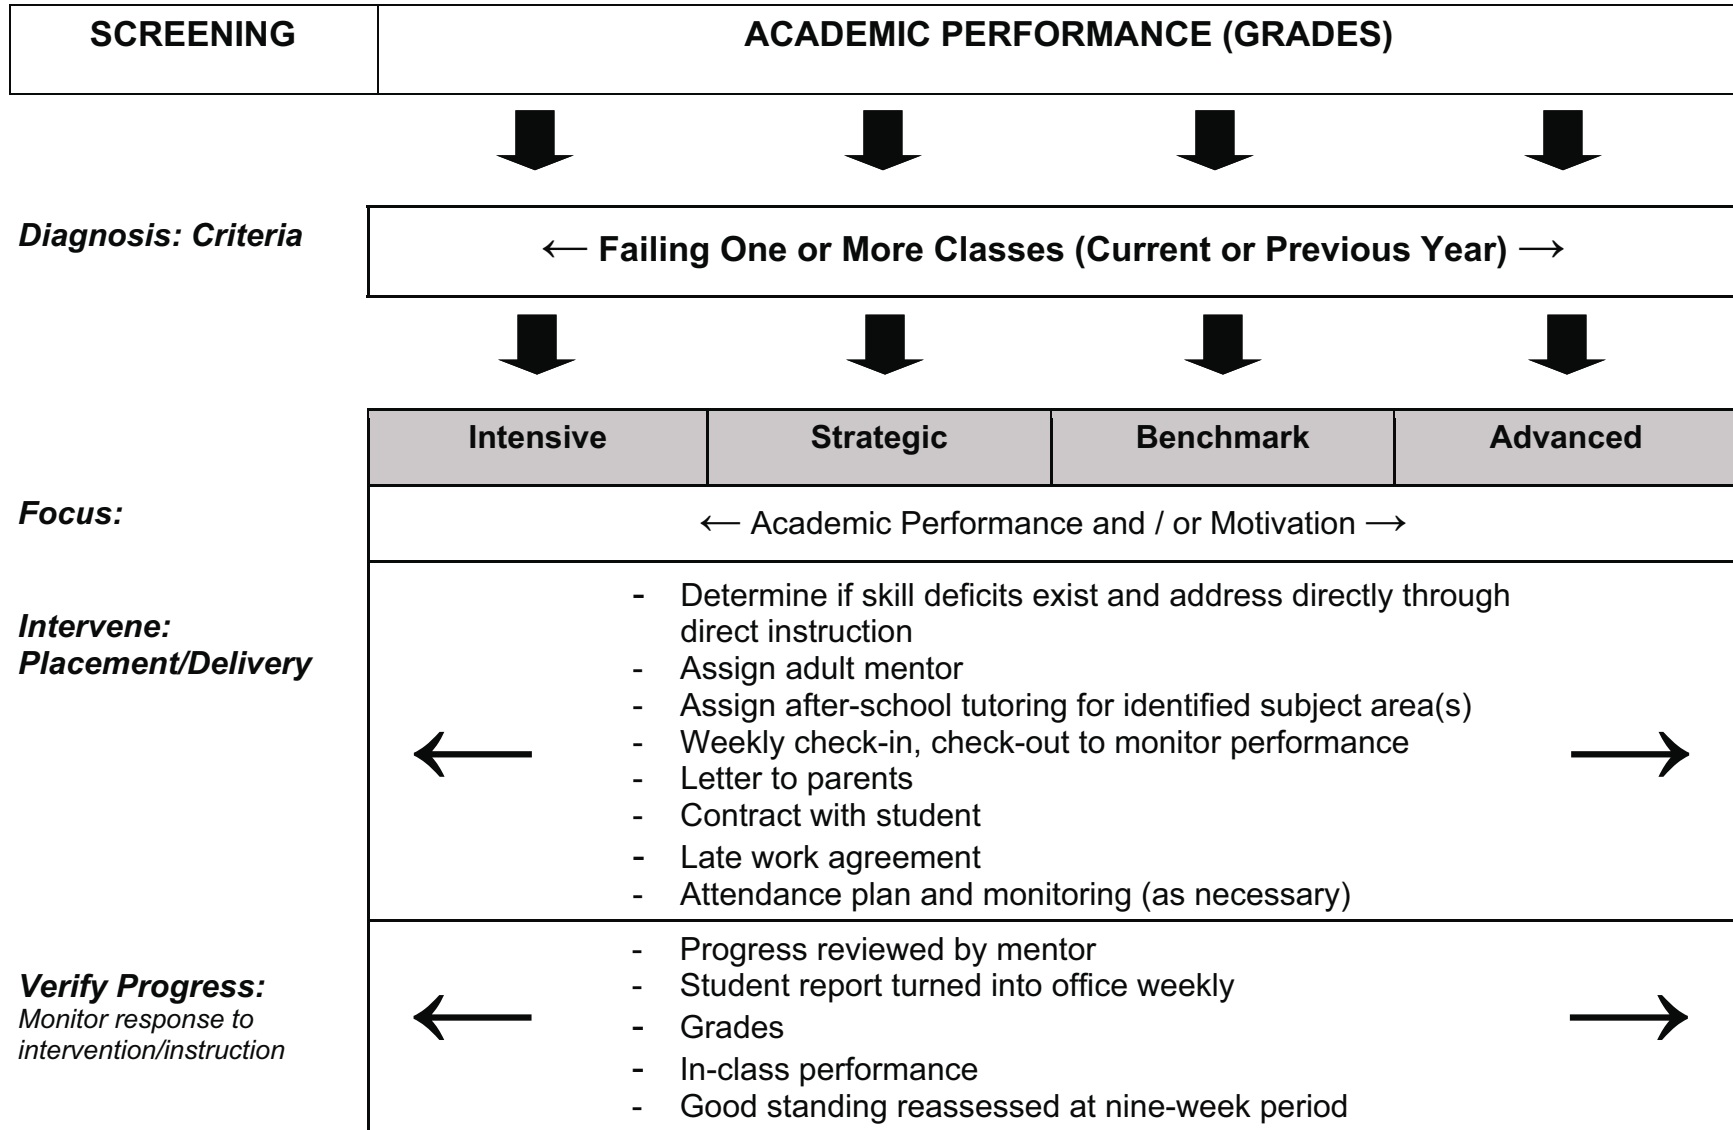 SCREENING
ACADEMIC PERFORMANCE (GRADES)
Diagnosis: Criteria
← Failing One or More Classes (Current or Previous Year) →
Intensive
Strategic
Benchmark
Advanced
Focus:
← Academic Performance and / or Motivation →
Intervene:
Placement/Delivery
- Determine if skill deficits exist and address directly through
direct instruction
- Assign adult mentor
- Assign after-school tutoring for identified subject area(s)
- Weekly check-in, check-out to monitor performance
- Letter to parents
- Contract with student
- Late work agreement
- Attendance plan and monitoring (as necessary)
Verify Progress:
Monitor response to
intervention/instruction
- Progress reviewed by mentor
- Student report turned into office weekly
- Grades
- In-class performance
- Good standing reassessed at nine-week period